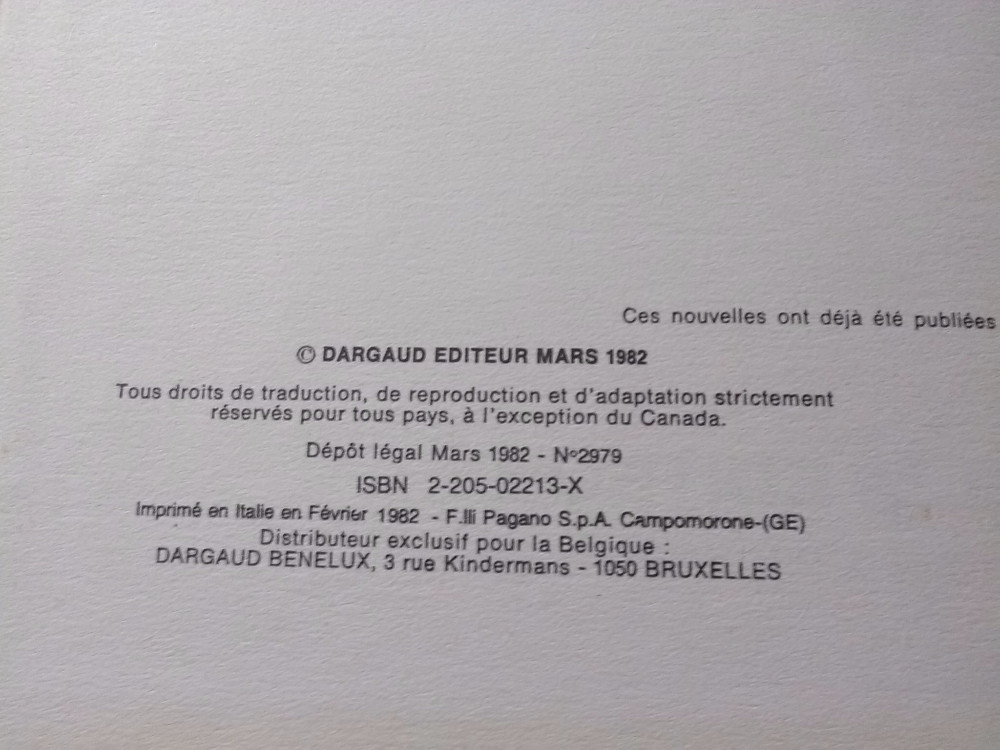 Ces nouvelles ont déjà été publiées
© DARGAUD EDITEUR MARS 1982
Tous droits de traduction, de reproduction et d'adaptation strictement
réservés pour tous pays, à l'exception du Canada.
Dépôt légal Mars 1982 - N°2979
ISBN 2-205-02213-X
Imprimé en Italie en Février 1982 - F.lli Pagano S.p.A. Campomorone-(GE)
Distributeur exclusif pour la Belgique :
DARGAUD BENELUX, 3 rue Kindermans - 1050 BRUXELLES